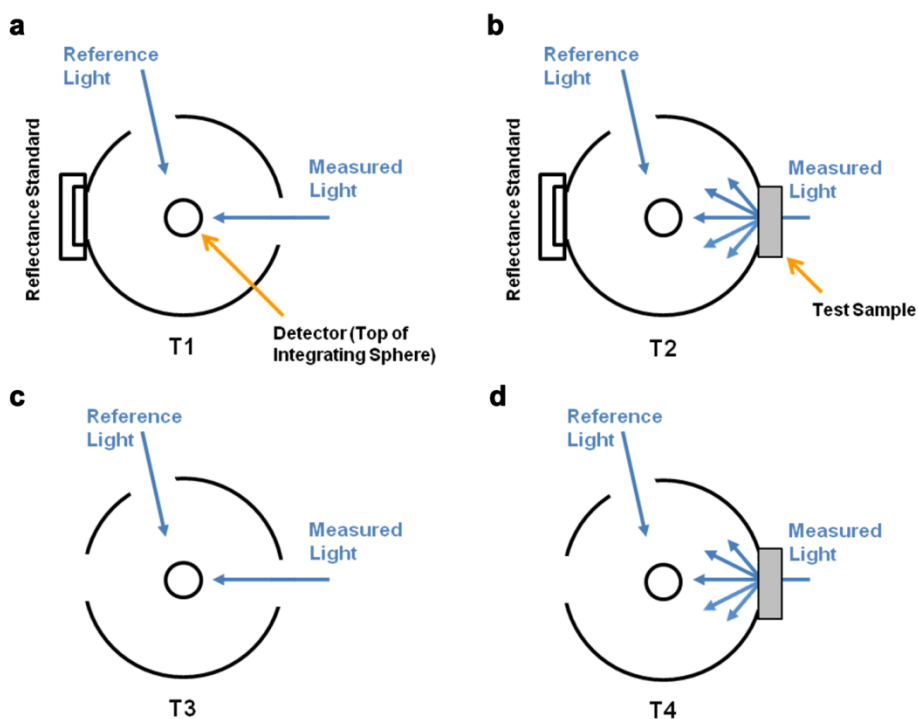 a
Reference
Light
Reflectance Standard
Measured
Light
Detector (Top of
Integrating Sphere)
T1
b
Reference
Light
Reflectance Standard
Measured
Light
Test Sample
T2
c
Reference
Light
Measured
Light
T3
d
Reference
Light
Measured
Light
T4